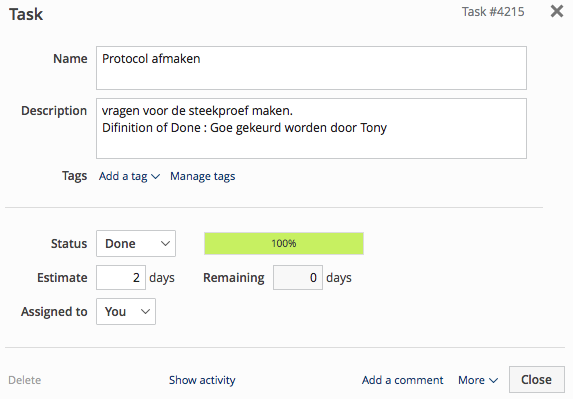 Task
Task #4215
Name
Protocol afmaken
Description
vragen voor de steekproef maken.
Difinition of Done : Goe gekeurd worden door Tony
Tags Add a tag Manage tags
Status Done 100%
Estimate 2 days Remaining 0 days
Assigned to You
Delete Show activity Add a comment More Close